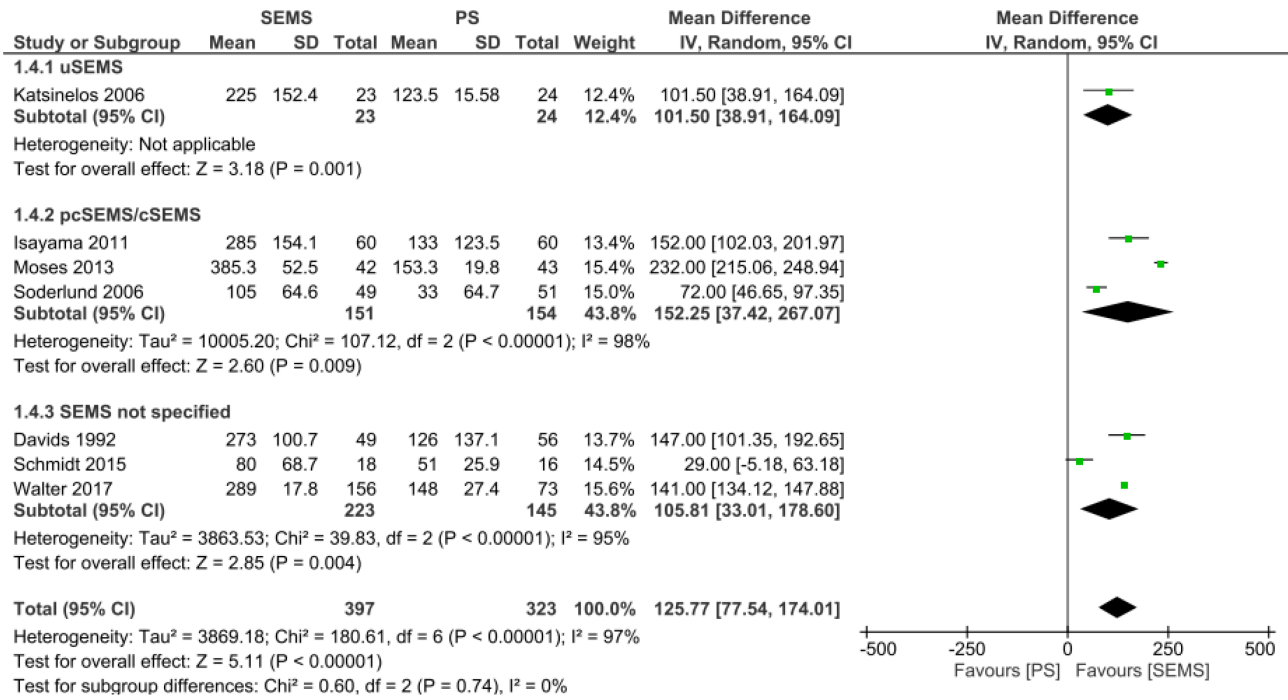 SEMS PS Mean Difference Mean Difference
Study or Subgroup Mean SD Total Mean SD Total Weight IV, Random, 95% CI IV, Random, 95% CI
1.4.1 uSEMS
Katsinelos 2006 225 152.4 23 123.5 15.58 24 12.4% 101.50 [38.91, 164.09]
Subtotal (95% CI) 23 24 12.4% 101.50 [38.91, 164.09]
Heterogeneity: Not applicable
Test for overall effect: Z = 3.18 (P = 0.001)
1.4.2 pcSEMS/cSEMS
Isayama 2011 285 154.1 60 133 123.5 60 13.4% 152.00 [102.03, 201.97]
Moses 2013 385.3 52.5 42 153.3 19.8 43 15.4% 232.00 [215.06, 248.94]
Soderlund 2006 105 64.6 49 33 64.7 51 15.0% 72.00 [46.65, 97.35]
Subtotal (95% CI) 151 154 43.8% 152.25 [37.42, 267.07]
Heterogeneity: Tau² = 10005.20; Chi² = 107.12, df = 2 (P < 0.00001); I² = 98%
Test for overall effect: Z = 2.60 (P = 0.009)
1.4.3 SEMS not specified
Davids 1992 273 100.7 49 126 137.1 56 13.7% 147.00 [101.35, 192.65]
Schmidt 2015 80 68.7 18 51 25.9 16 14.5% 29.00 [-5.18, 63.18]
Walter 2017 289 17.8 156 148 27.4 73 15.6% 141.00 [134.12, 147.88]
Subtotal (95% CI) 223 145 43.8% 105.81 [33.01, 178.60]
Heterogeneity: Tau² = 3863.53; Chi² = 39.83, df = 2 (P < 0.00001); I² = 95%
Test for overall effect: Z = 2.85 (P = 0.004)
Total (95% CI) 397 323 100.0% 125.77 [77.54, 174.01]
Heterogeneity: Tau² = 3869.18; Chi² = 180.61, df = 6 (P < 0.00001); I² = 97%
Test for overall effect: Z = 5.11 (P < 0.00001)
Test for subgroup differences: Chi² = 0.60, df = 2 (P = 0.74), I² = 0%
-500 -250 0 250 500
Favours [PS] Favours [SEMS]